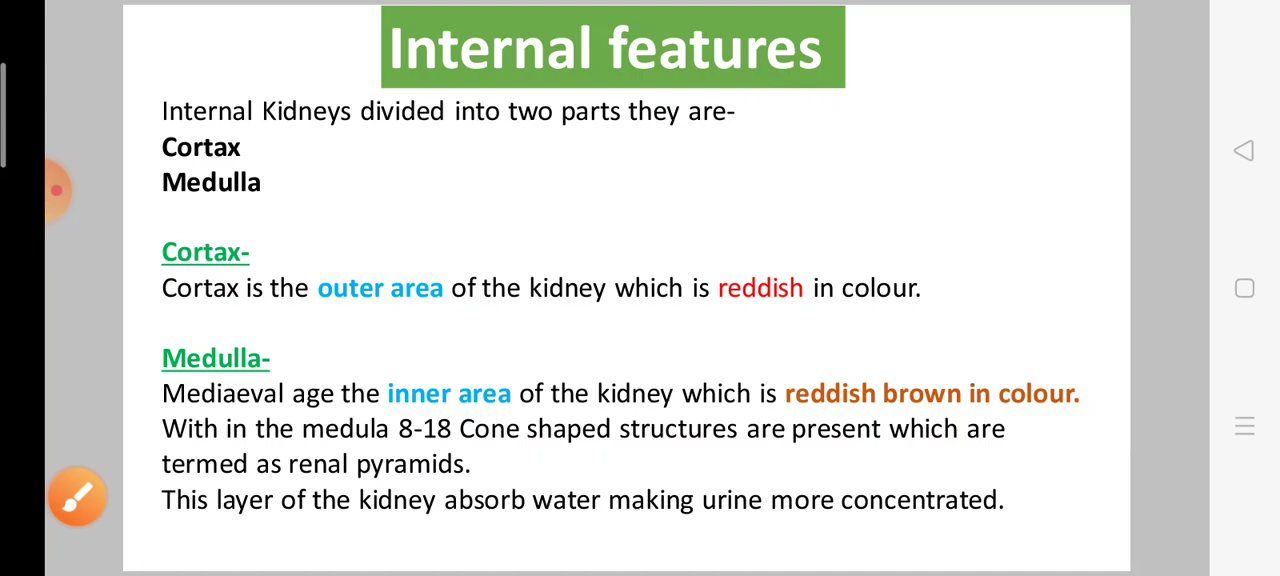 Internal features
Internal Kidneys divided into two parts they are-
Cortax
Medulla
Cortax-
Cortax is the outer area of the kidney which is reddish in colour.
Medulla-
Mediaeval age the inner area of the kidney which is reddish brown in colour.
With in the medula 8-18 Cone shaped structures are present which are
termed as renal pyramids.
This layer of the kidney absorb water making urine more concentrated.